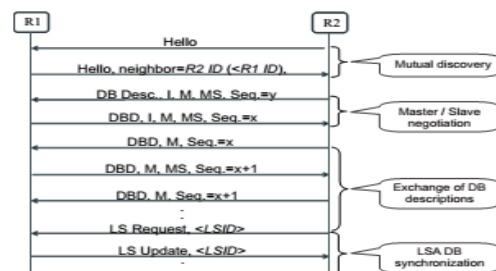 R1
R2
Hello
Hello, neighbor=R2 ID (<R1 ID),
Mutual discovery
DB Desc., I, M, MS, Seq.=y
DBD, I, M, MS, Seq.=x
Master / Slave
negotiation
DBD, M, Seq.=x
DBD, M, MS, Seq.=x+1
DBD, M, Seq.=x+1
Exchange of DB
descriptions
:
LS Request, <LSID>
LS Update, <LSID>
LSA DB
synchronization